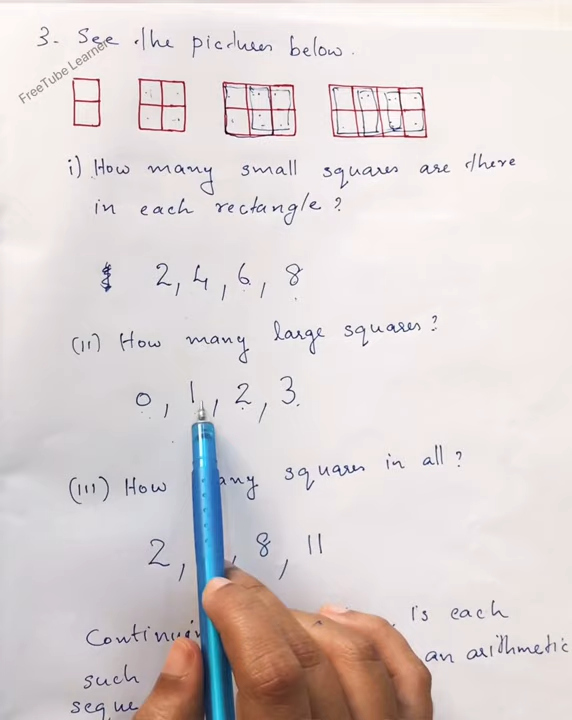 3. See the pictures below.
FreeTube Learner
i) How many small squares are there
in each rectangle?
2, 4, 6, 8
(ii) How many large squares?
0, 1, 2, 3
(iii) How many squares in all?
2, , 8, 11
is each
an arithmetic
such